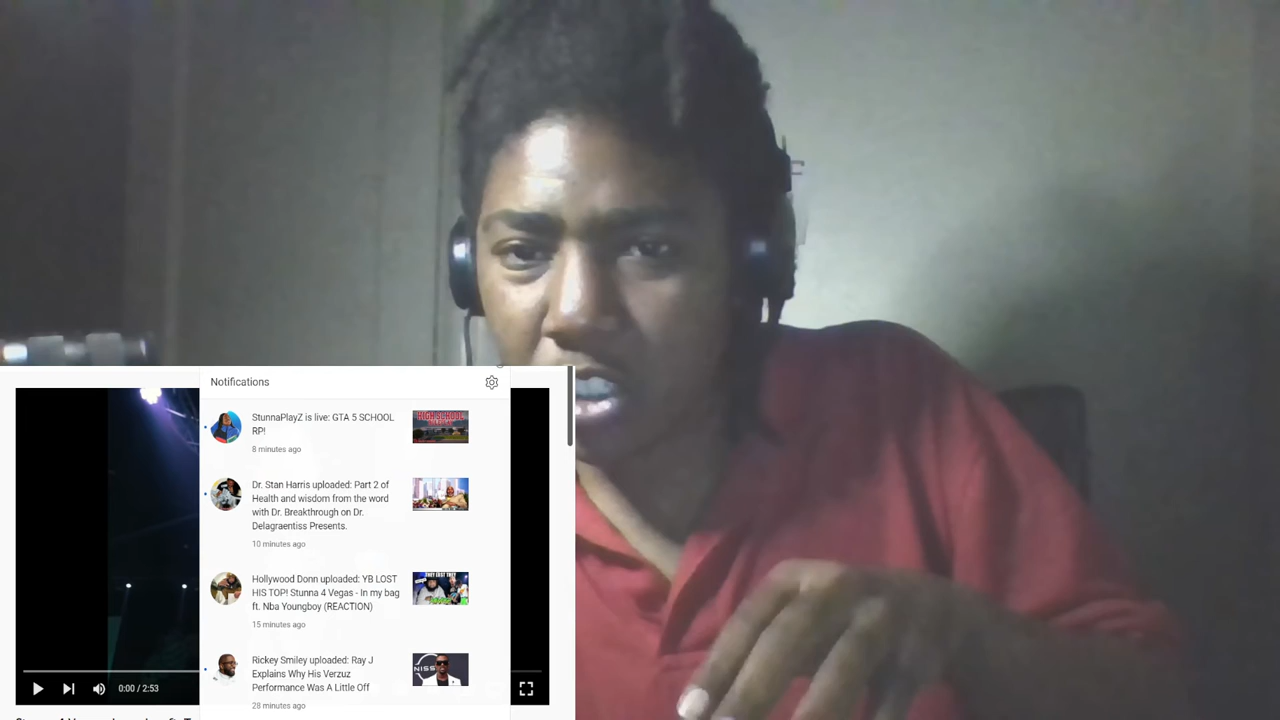 Notifications
StunnaPlayZ is live: GTA 5 SCHOOL
RP!
8 minutes ago
Dr. Stan Harris uploaded: Part 2 of
Health and wisdom from the word
with Dr. Breakthrough on Dr.
Delagraentiss Presents.
10 minutes ago
Hollywood Donn uploaded: YB LOST
HIS TOP! Stunna 4 Vegas - In my bag
ft. Nba Youngboy (REACTION)
15 minutes ago
Rickey Smiley uploaded: Ray J
Explains Why His Verzuz
Performance Was A Little Off
28 minutes ago
0:00 / 2:53